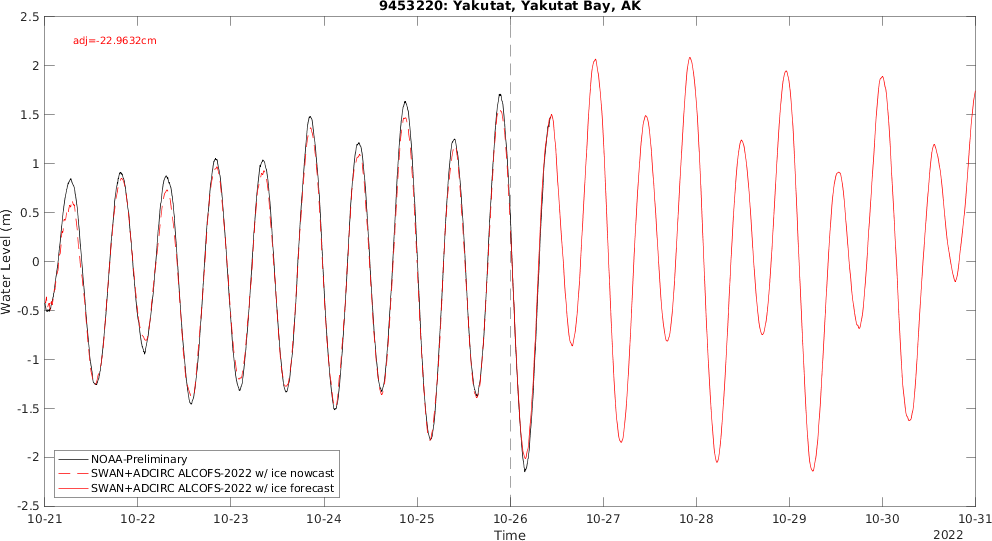 9453220: Yakutat, Yakutat Bay, AK
adj=-22.9632cm
2.5
2
1.5
1
0.5
0
-0.5
-1
-1.5
-2
-2.5
Water Level (m)
NOAA-Preliminary
SWAN+ADCIRC ALCOFS-2022 w/ ice nowcast
SWAN+ADCIRC ALCOFS-2022 w/ ice forecast
10-21 10-22 10-23 10-24 10-25 10-26 10-27 10-28 10-29 10-30 10-31
Time
2022